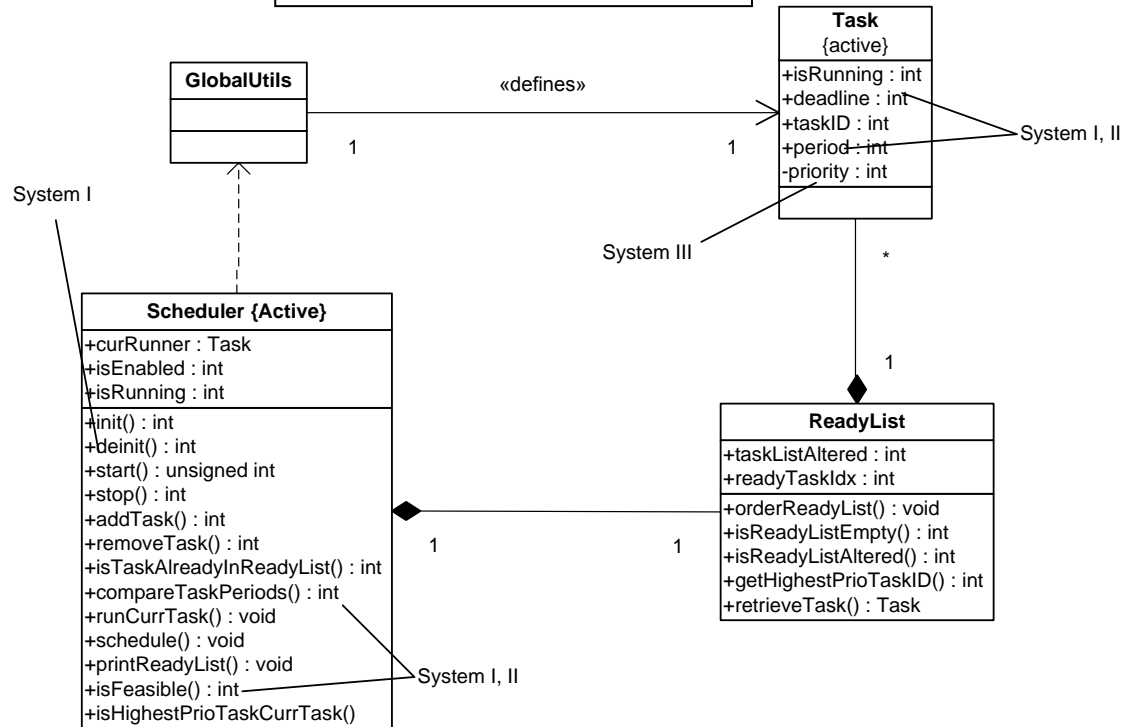 Task
{active}
+isRunning : int
+deadline : int
+taskID : int
+period : int
-priority : int
GlobalUtils
«defines»
1
1
System I, II
System I
System III
*
1
Scheduler {Active}
+curRunner : Task
+isEnabled : int
+isRunning : int
+init() : int
+deinit() : int
+start() : unsigned int
+stop() : int
+addTask() : int
+removeTask() : int
+isTaskAlreadyInReadyList() : int
+compareTaskPeriods() : int
+runCurrTask() : void
+schedule() : void
+printReadyList() : void
+isFeasible() : int
+isHighestPrioTaskCurrTask()
1
1
System I, II
ReadyList
+taskListAltered : int
+readyTaskIdx : int
+orderReadyList() : void
+isReadyListEmpty() : int
+isReadyListAltered() : int
+getHighestPrioTaskID() : int
+retrieveTask() : Task